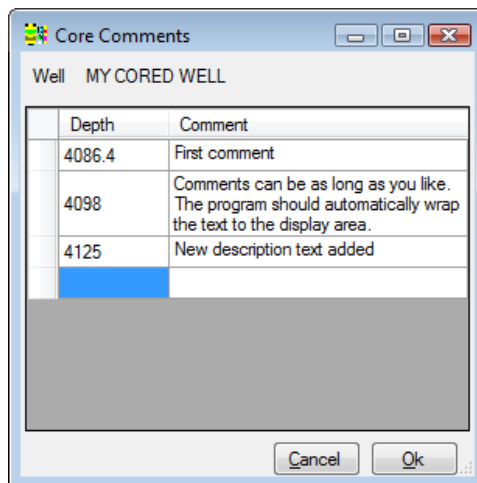 Core Comments
Well MY CORED WELL
Depth Comment
4086.4 First comment
4098 Comments can be as long as you like.
The program should automatically wrap
the text to the display area.
4125 New description text added
Cancel Ok